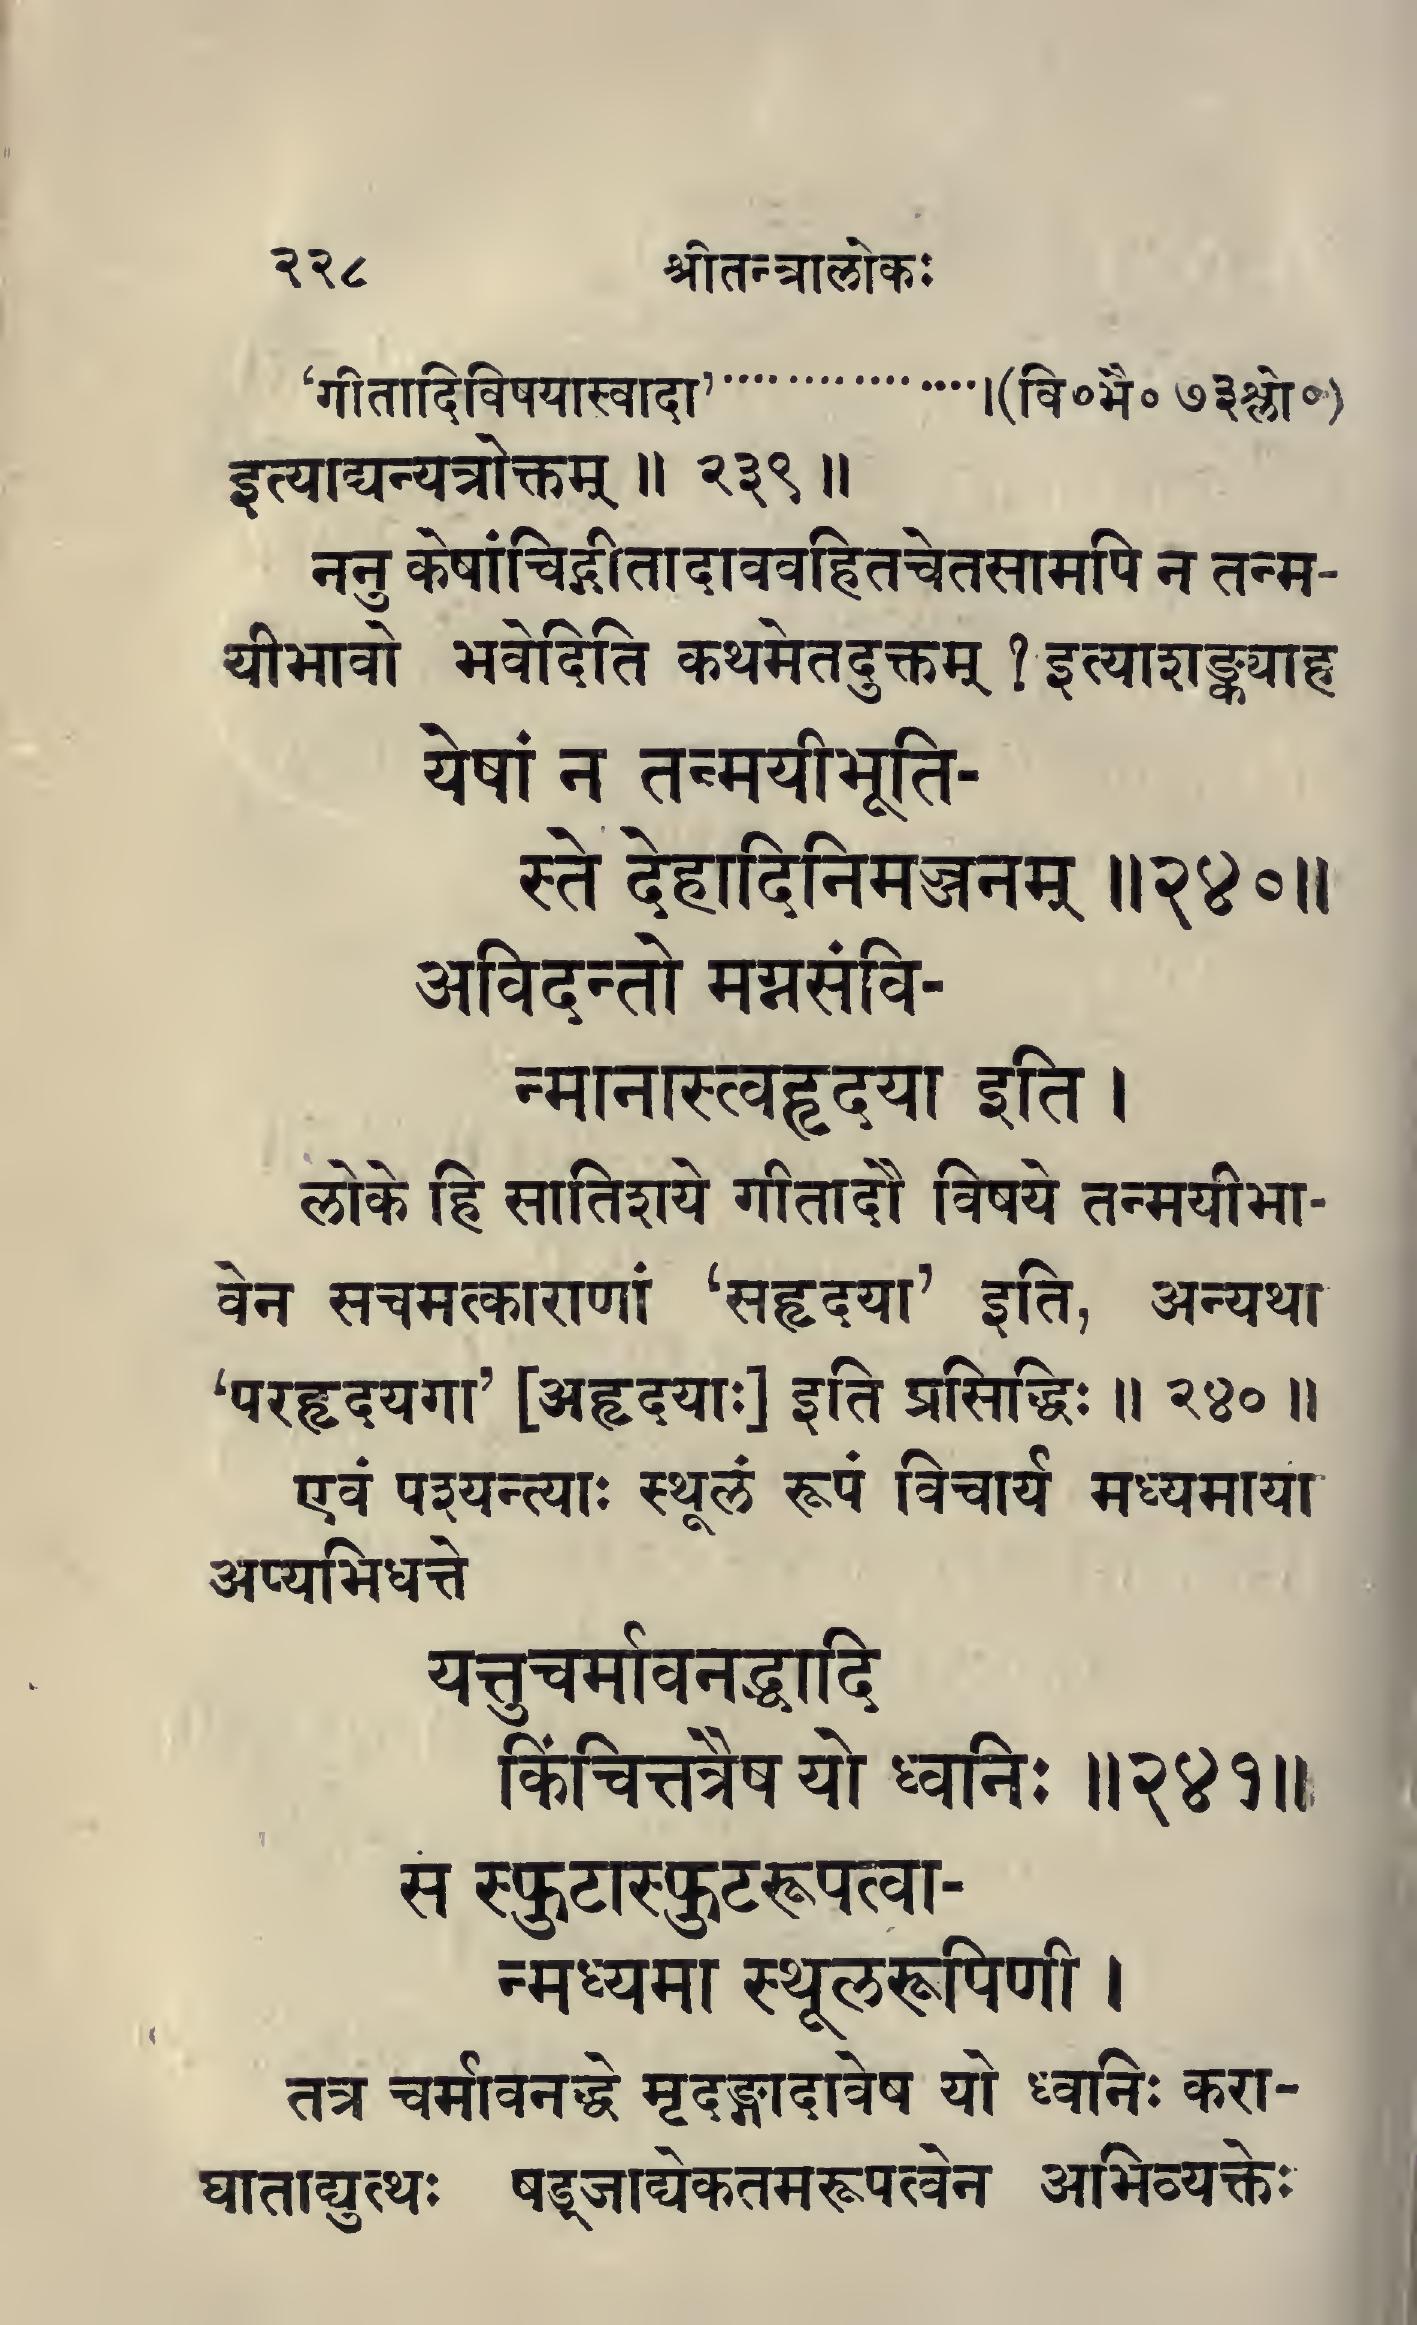 २२८ श्रीतन्त्रालोकः
‘गीतादिविषयास्वादा’····················।(वि०भै० ७३श्लो०)
इत्याद्यन्यत्रोक्तम् ॥ २३९ ॥
ननु केषांचिद्गीतादाववहितचेतसामपि न तन्म-
यीभावो भवेदिति कथमेतदुक्तम् ? इत्याशङ्क्याह
येषां न तन्मयीभूति-
स्ते देहादिनिमज्जनम् ॥२४०॥
अविदन्तो मग्नसंवि-
न्मानास्त्वहृदया इति ।
लोके हि सातिशये गीतादौ विषये तन्मयीभा-
वेन सचमत्काराणां ‘सहृदया’ इति, अन्यथा
‘परहृदयगा’ [अहृदयाः] इति प्रसिद्धिः ॥ २४० ॥
एवं पश्यन्त्याः स्थूलं रूपं विचार्य मध्यमाया
अप्यभिधत्ते
यत्तुचर्मावनद्धादि
किंचित्तत्रैष यो ध्वनिः ॥२४१॥
स स्फुटास्फुटरूपत्वा-
न्मध्यमा स्थूलरूपिणी ।
तत्र चर्मावनद्धे मृदङ्गादावेष यो ध्वनिः करा-
घाताद्युत्थः षड्जाद्येकतमरूपत्वेन अभिव्यक्तेः